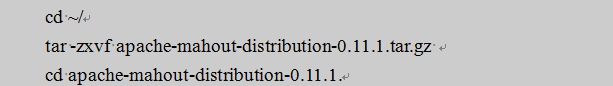 cd ~/
tar -zxvf apache-mahout-distribution-0.11.1.tar.gz
cd apache-mahout-distribution-0.11.1.